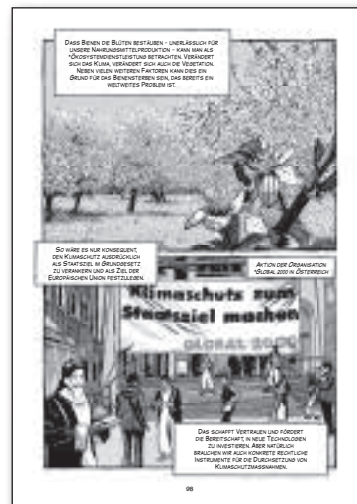 DASS BIENEN DIE BLÜTEN BESTÄUBEN – UNERLÄSSLICH FÜR
UNSERE NAHRUNGSMITTELPRODUKTION – KANN MAN ALS
*ÖKOSYSTEMDIENSTLEISTUNG BETRACHTEN. VERÄNDERT
SICH DAS KLIMA, VERÄNDERT SICH AUCH DIE VEGETATION.
NEBEN VIELEN WEITEREN FAKTOREN KANN DIES EIN
GRUND FÜR DAS BIENENSTERBEN SEIN, DAS BEREITS EIN
WELTWEITES PROBLEM IST.
SO WÄRE ES NUR KONSEQUENT,
DEN KLIMASCHUTZ AUSDRÜCKLICH
ALS STAATSZIEL IM GRUNDGESETZ
ZU VERANKERN UND ALS ZIEL DER
EUROPÄISCHEN UNION FESTZULEGEN.
AKTION DER ORGANISATION
*GLOBAL 2000 IN ÖSTERREICH
Klimaschutz zum
Staatsziel machen
GLOBAL 2000
DAS SCHAFFT VERTRAUEN UND FÖRDERT
DIE BEREITSCHAFT, IN NEUE TECHNOLOGIEN
ZU INVESTIEREN. ABER NATÜRLICH
BRAUCHEN WIR AUCH KONKRETE RECHTLICHE
INSTRUMENTE FÜR DIE DURCHSETZUNG VON
KLIMASCHUTZMASSNAHMEN.
98